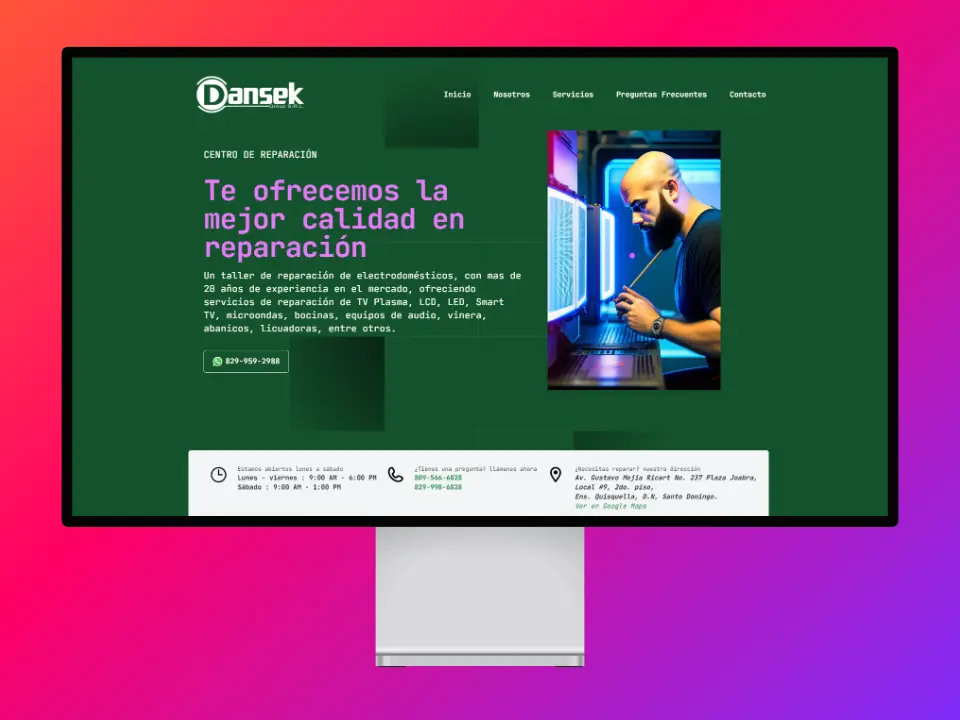 Dansek
Group S.R.L.
Inicio Nosotros Servicios Preguntas Frecuentes Contacto
CENTRO DE REPARACIÓN
Te ofrecemos la
mejor calidad en
reparación
Un taller de reparación de electrodomésticos, con mas de
20 años de experiencia en el mercado, ofreciendo
servicios de reparación de TV Plasma, LCD, LED, Smart
TV, microondas, bocinas, equipos de audio, vinera,
abanicos, licuadoras, entre otros.
829-959-2988
Estamos abiertos lunes a sábado
Lunes - viernes : 9:00 AM - 6:00 PM
Sábado : 9:00 AM - 1:00 PM
¿Tienes una pregunta? llámenos ahora
809-566-6828
829-998-6828
¿Necesitas reparar? nuestra dirección
Av. Gustavo Mejia Ricart No. 237 Plaza Joabra,
Local #9, 2do. piso,
Ens. Quisquella, D.N, Santo Domingo.
Ver en Google Maps